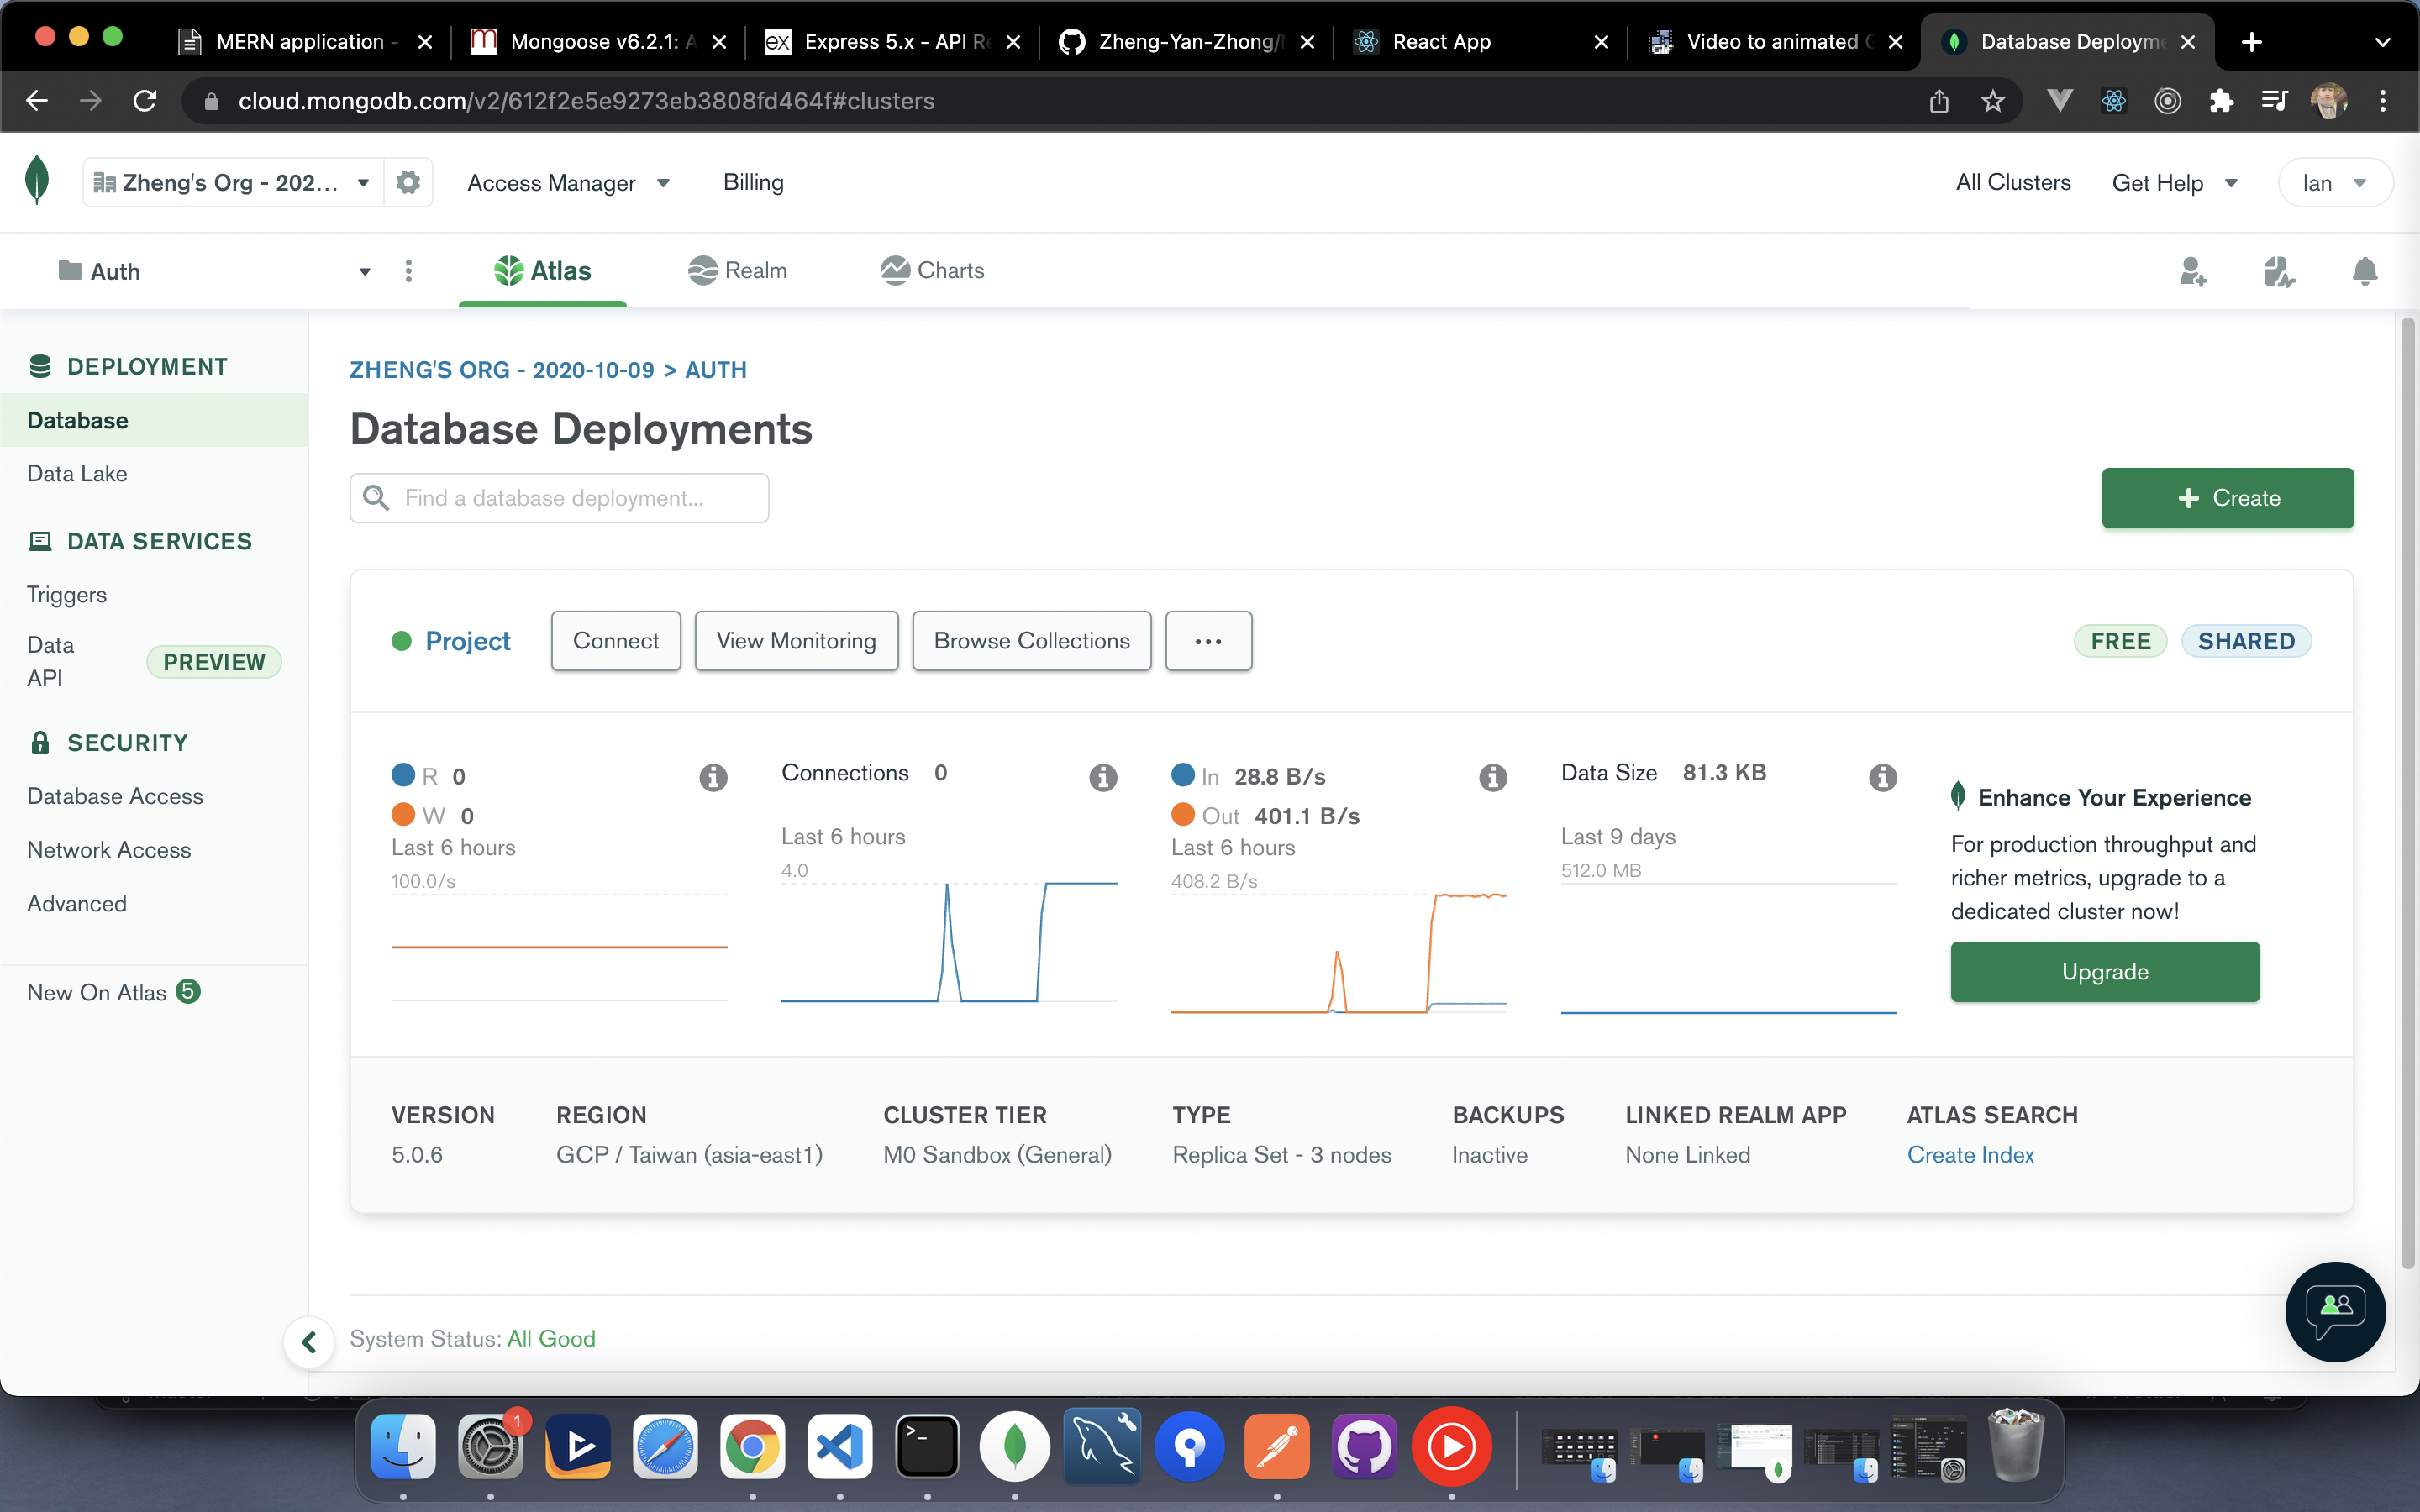 MERN application -
Mongoose v6.2.1: A
Express 5.x - API Re
Zheng-Yan-Zhong/
React App
Video to animated G
Database Deployme
cloud.mongodb.com/v2/612f2e5e9273eb3808fd464f#clusters
Zheng's Org - 202...
Access Manager
Billing
All Clusters
Get Help
Ian
Auth
Atlas
Realm
Charts
DEPLOYMENT
Database
Data Lake
DATA SERVICES
Triggers
Data
API
PREVIEW
SECURITY
Database Access
Network Access
Advanced
New On Atlas 5
ZHENG'S ORG - 2020-10-09 > AUTH
Database Deployments
Find a database deployment...
+ Create
Project
Connect
View Monitoring
Browse Collections
...
FREE
SHARED
R 0
W 0
Last 6 hours
100.0/s
Connections 0
Last 6 hours
4.0
In 28.8 B/s
Out 401.1 B/s
Last 6 hours
408.2 B/s
Data Size 81.3 KB
Last 9 days
512.0 MB
Enhance Your Experience
For production throughput and
richer metrics, upgrade to a
dedicated cluster now!
Upgrade
VERSION
5.0.6
REGION
GCP / Taiwan (asia-east1)
CLUSTER TIER
M0 Sandbox (General)
TYPE
Replica Set - 3 nodes
BACKUPS
Inactive
LINKED REALM APP
None Linked
ATLAS SEARCH
Create Index
System Status: All Good
1